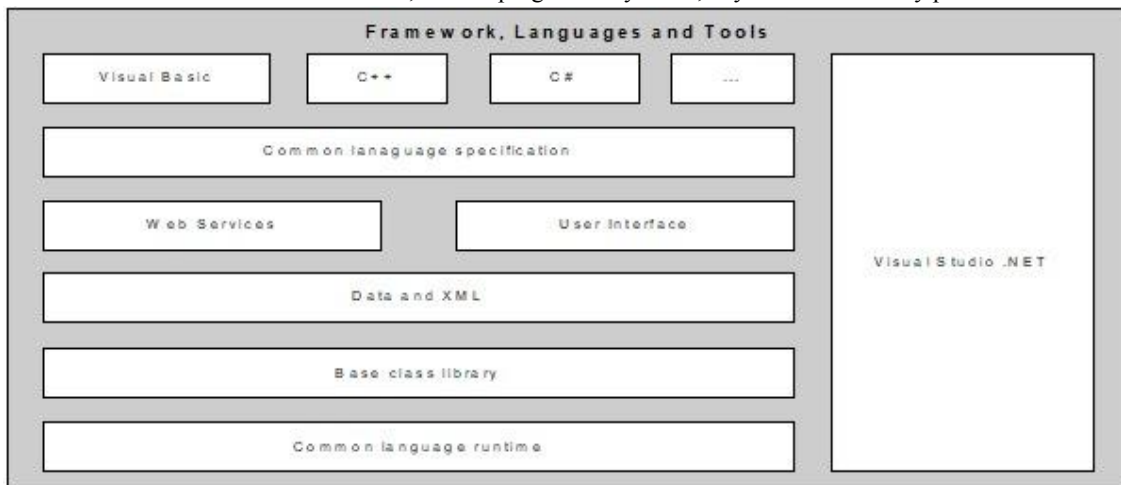 Framework, Languages and Tools
Visual Basic
C++
C#
...
Common lanaguage specification
Web Services
User Interface
Visual Studio .NET
Data and XML
Base class library
Common language runtime